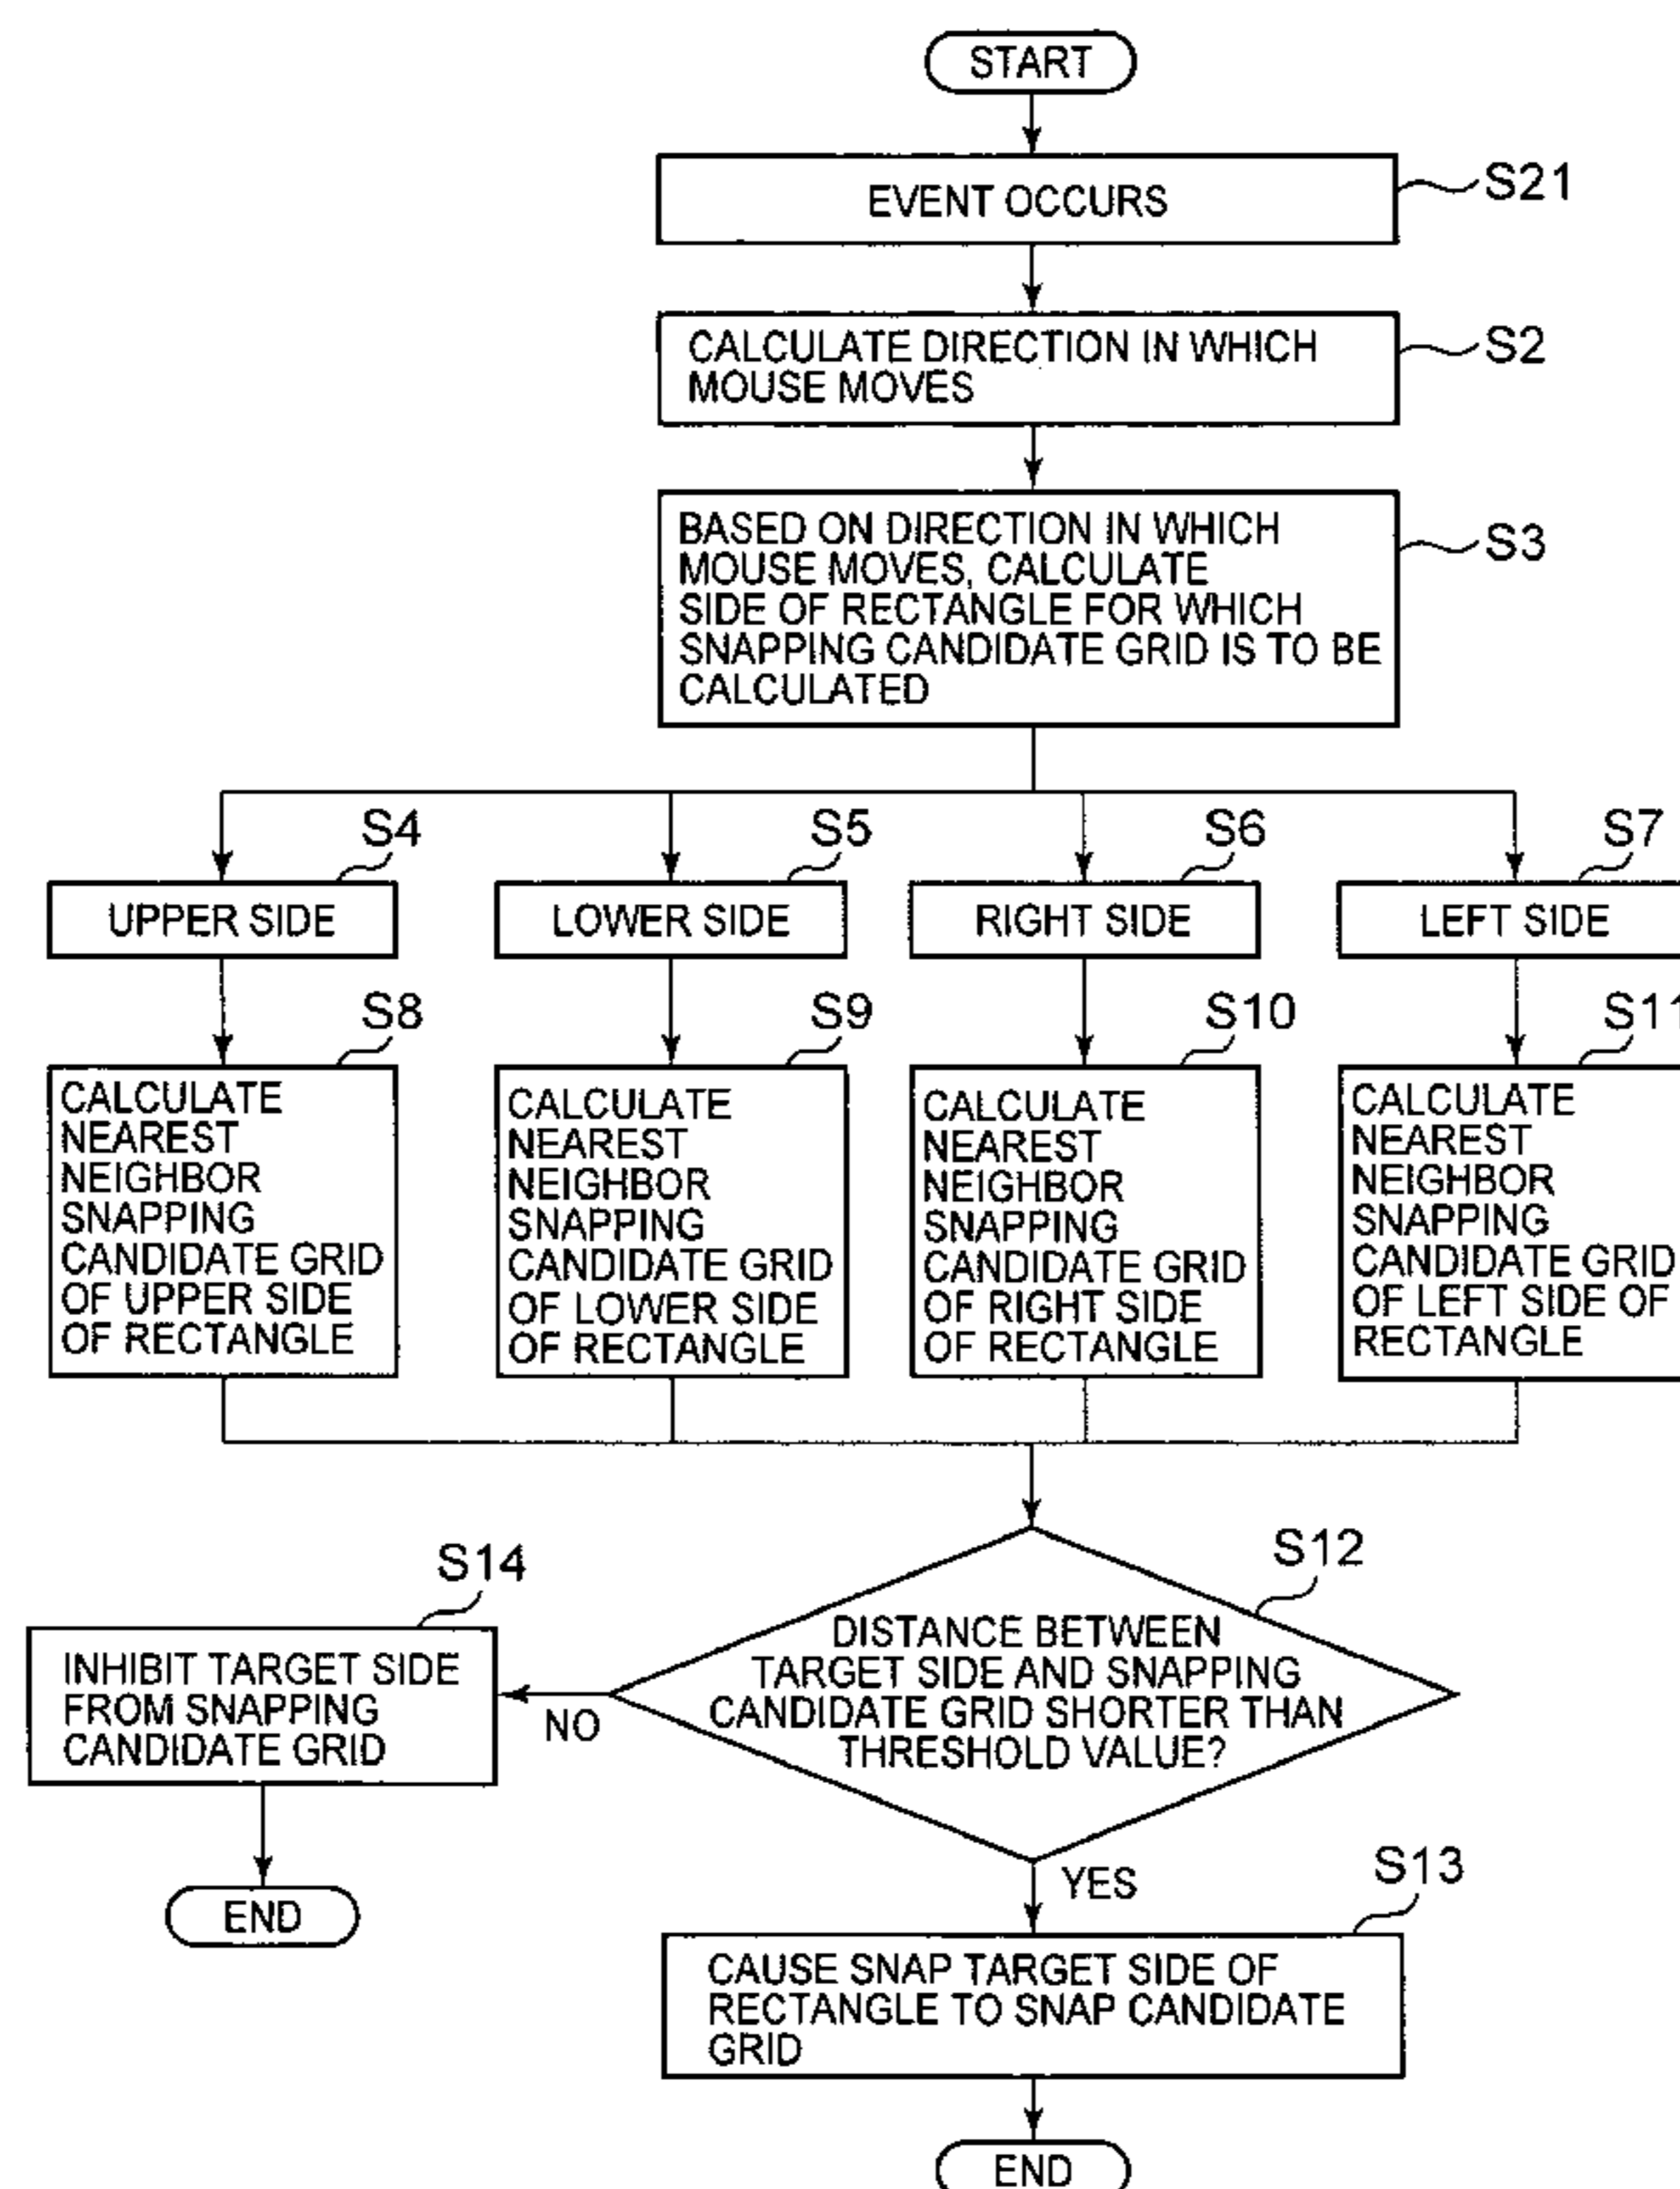 START
EVENT OCCURS
S21
CALCULATE DIRECTION IN WHICH
MOUSE MOVES
S2
BASED ON DIRECTION IN WHICH
MOUSE MOVES, CALCULATE
SIDE OF RECTANGLE FOR WHICH
SNAPPING CANDIDATE GRID IS TO BE
CALCULATED
S3
S4
UPPER SIDE
S5
LOWER SIDE
S6
RIGHT SIDE
S7
LEFT SIDE
S8
CALCULATE
NEAREST
NEIGHBOR
SNAPPING
CANDIDATE GRID
OF UPPER SIDE
OF RECTANGLE
S9
CALCULATE
NEAREST
NEIGHBOR
SNAPPING
CANDIDATE GRID
OF LOWER SIDE
OF RECTANGLE
S10
CALCULATE
NEAREST
NEIGHBOR
SNAPPING
CANDIDATE GRID
OF RIGHT SIDE
OF RECTANGLE
S11
CALCULATE
NEAREST
NEIGHBOR
SNAPPING
CANDIDATE GRID
OF LEFT SIDE OF
RECTANGLE
S12
DISTANCE BETWEEN
TARGET SIDE AND SNAPPING
CANDIDATE GRID SHORTER THAN
THRESHOLD VALUE?
NO
S14
INHIBIT TARGET SIDE
FROM SNAPPING
CANDIDATE GRID
END
YES
S13
CAUSE SNAP TARGET SIDE OF
RECTANGLE TO SNAP CANDIDATE
GRID
END